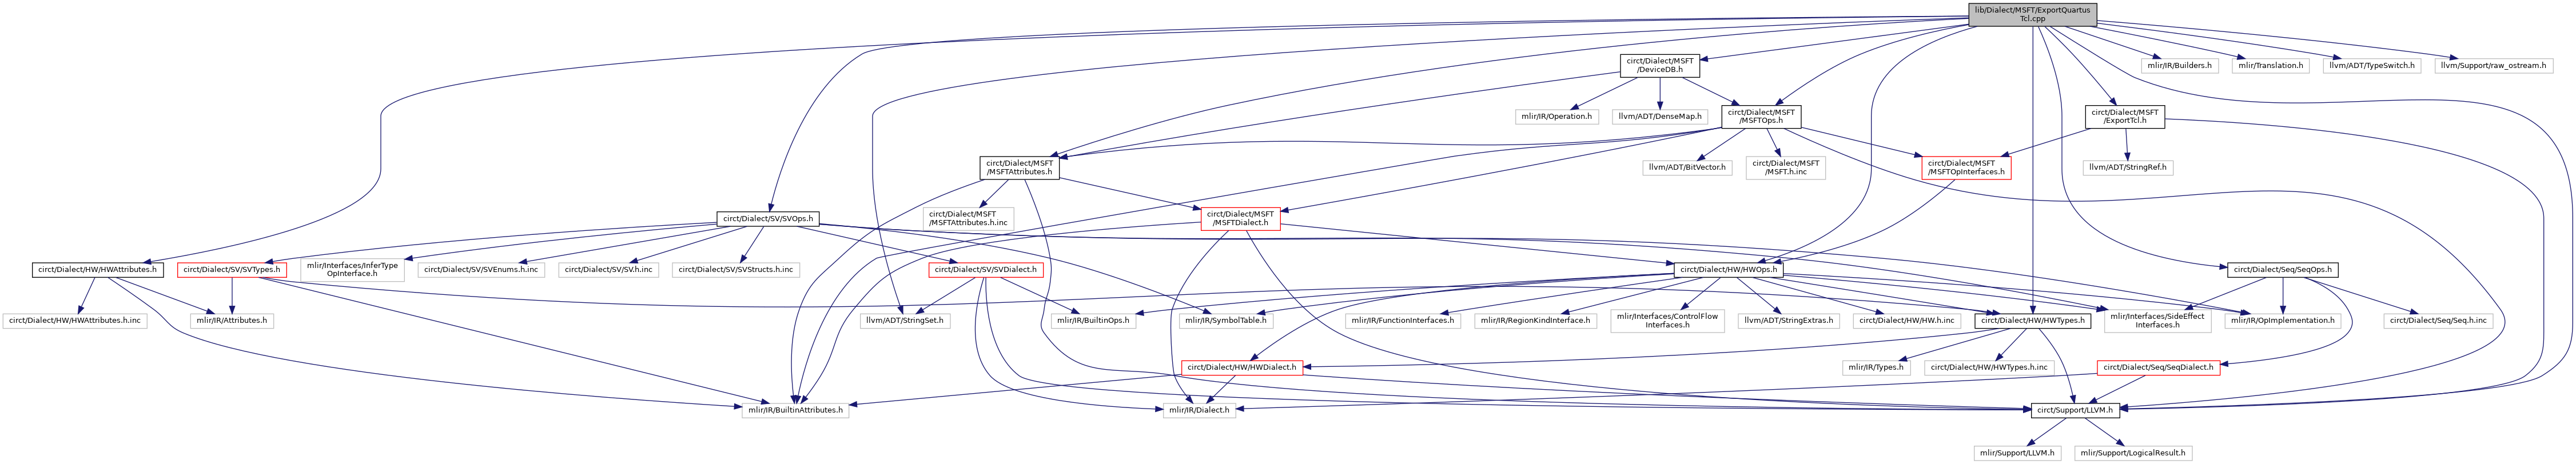 lib/Dialect/MSFT/ExportQuartus
Tcl.cpp
circt/Dialect/MSFT
/DeviceDB.h
mlir/IR/Builders.h
mlir/Translation.h
llvm/ADT/TypeSwitch.h
llvm/Support/raw_ostream.h
mlir/IR/Operation.h
llvm/ADT/DenseMap.h
circt/Dialect/MSFT
/MSFTOps.h
circt/Dialect/MSFT
/ExportTcl.h
circt/Dialect/MSFT
/MSFTAttributes.h
llvm/ADT/BitVector.h
circt/Dialect/MSFT
/MSFT.h.inc
circt/Dialect/MSFT
/MSFTOpInterfaces.h
llvm/ADT/StringRef.h
circt/Dialect/SV/SVOps.h
circt/Dialect/MSFT
/MSFTAttributes.h.inc
circt/Dialect/MSFT
/MSFTDialect.h
circt/Dialect/HW/HWAttributes.h
circt/Dialect/SV/SVTypes.h
mlir/Interfaces/InferType
OpInterface.h
circt/Dialect/SV/SVEnums.h.inc
circt/Dialect/SV/SV.h.inc
circt/Dialect/SV/SVStructs.h.inc
circt/Dialect/SV/SVDialect.h
circt/Dialect/HW/HWOps.h
circt/Dialect/Seq/SeqOps.h
circt/Dialect/HW/HWAttributes.h.inc
mlir/IR/Attributes.h
llvm/ADT/StringSet.h
mlir/IR/BuiltinOps.h
mlir/IR/SymbolTable.h
mlir/IR/FunctionInterfaces.h
mlir/IR/RegionKindInterface.h
mlir/Interfaces/ControlFlow
Interfaces.h
llvm/ADT/StringExtras.h
circt/Dialect/HW/HW.h.inc
circt/Dialect/HW/HWTypes.h
mlir/Interfaces/SideEffect
Interfaces.h
mlir/IR/OpImplementation.h
circt/Dialect/Seq/Seq.h.inc
circt/Dialect/HW/HWDialect.h
mlir/IR/Types.h
circt/Dialect/HW/HWTypes.h.inc
circt/Dialect/Seq/SeqDialect.h
mlir/IR/BuiltinAttributes.h
mlir/IR/Dialect.h
circt/Support/LLVM.h
mlir/Support/LLVM.h
mlir/Support/LogicalResult.h